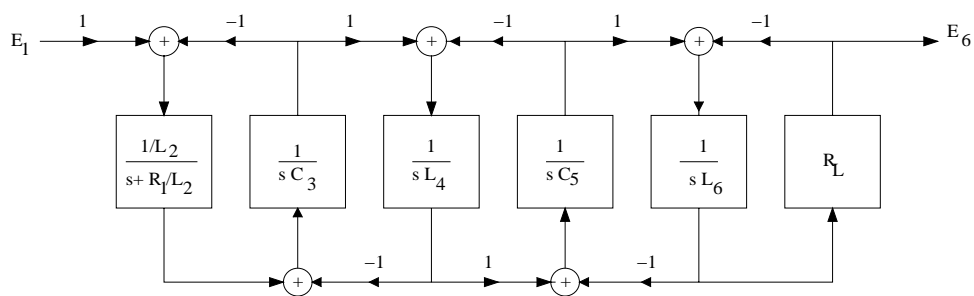 1 −1 1 −1 1 −1
E1 + + + E6
1/L2 1 1 1 1 RL
s+ R1/L2 s C3 s L4 s C5 s L6
−1 1 −1
+ +